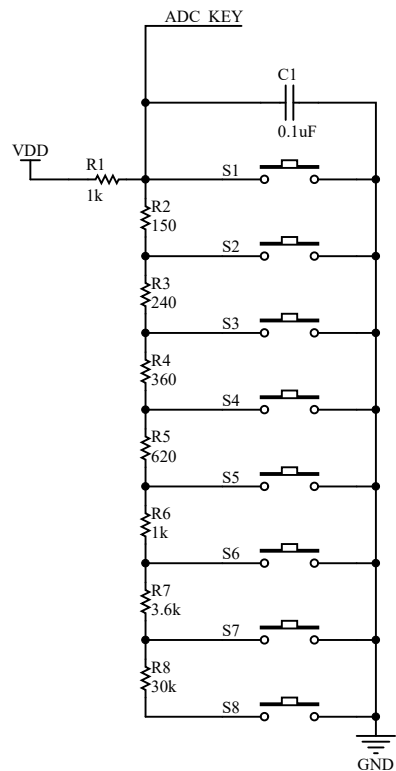 ADC_KEY
C1
0.1uF
VDD
R1
1k
S1
R2
150
S2
R3
240
S3
R4
360
S4
R5
620
S5
R6
1k
S6
R7
3.6k
S7
R8
30k
S8
GND